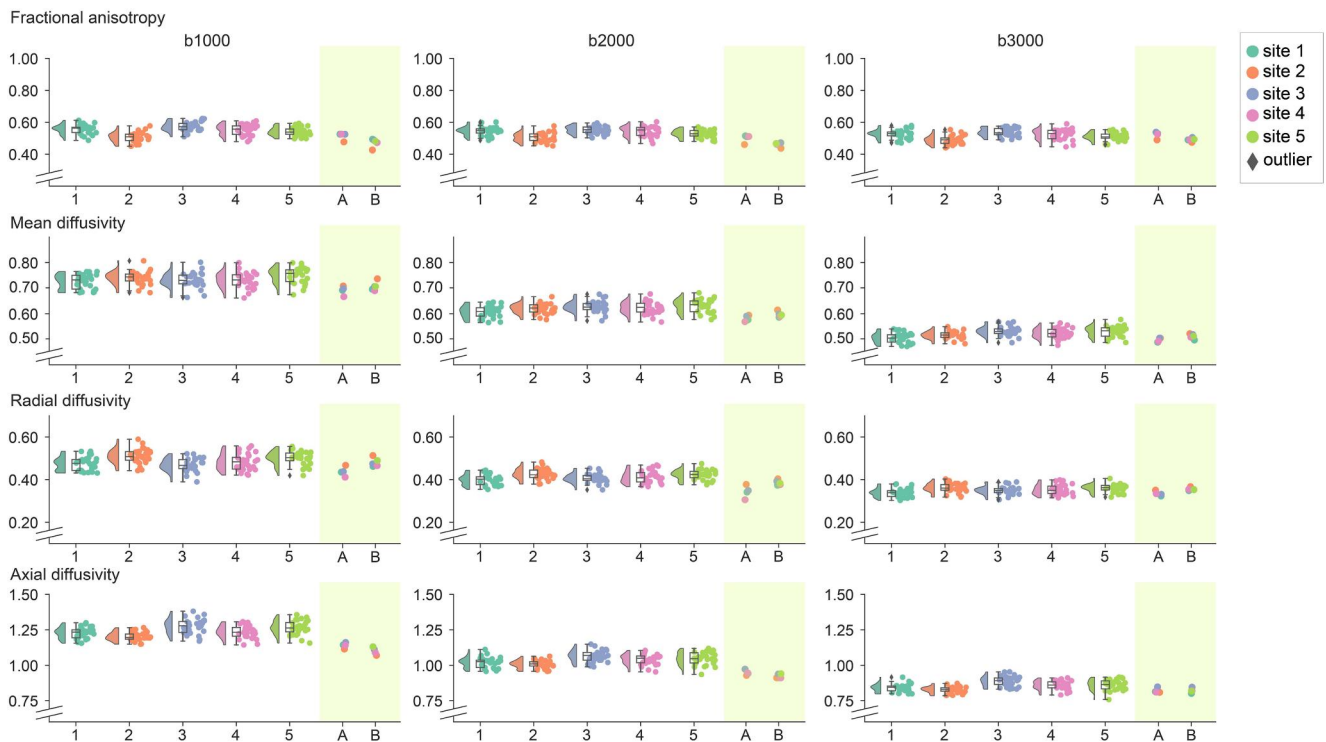 Fractional anisotropy
b1000 b2000 b3000
1.00 1.00 1.00
0.80 0.80 0.80
0.60 0.60 0.60
0.40 0.40 0.40
1 2 3 4 5 A B 1 2 3 4 5 A B 1 2 3 4 5 A B
site 1
site 2
site 3
site 4
site 5
outlier
Mean diffusivity
0.80 0.80 0.80
0.70 0.70 0.70
0.60 0.60 0.60
0.50 0.50 0.50
1 2 3 4 5 A B 1 2 3 4 5 A B 1 2 3 4 5 A B
Radial diffusivity
0.60 0.60 0.60
0.40 0.40 0.40
0.20 0.20 0.20
1 2 3 4 5 A B 1 2 3 4 5 A B 1 2 3 4 5 A B
Axial diffusivity
1.50 1.50 1.50
1.25 1.25 1.25
1.00 1.00 1.00
0.75 0.75 0.75
1 2 3 4 5 A B 1 2 3 4 5 A B 1 2 3 4 5 A B